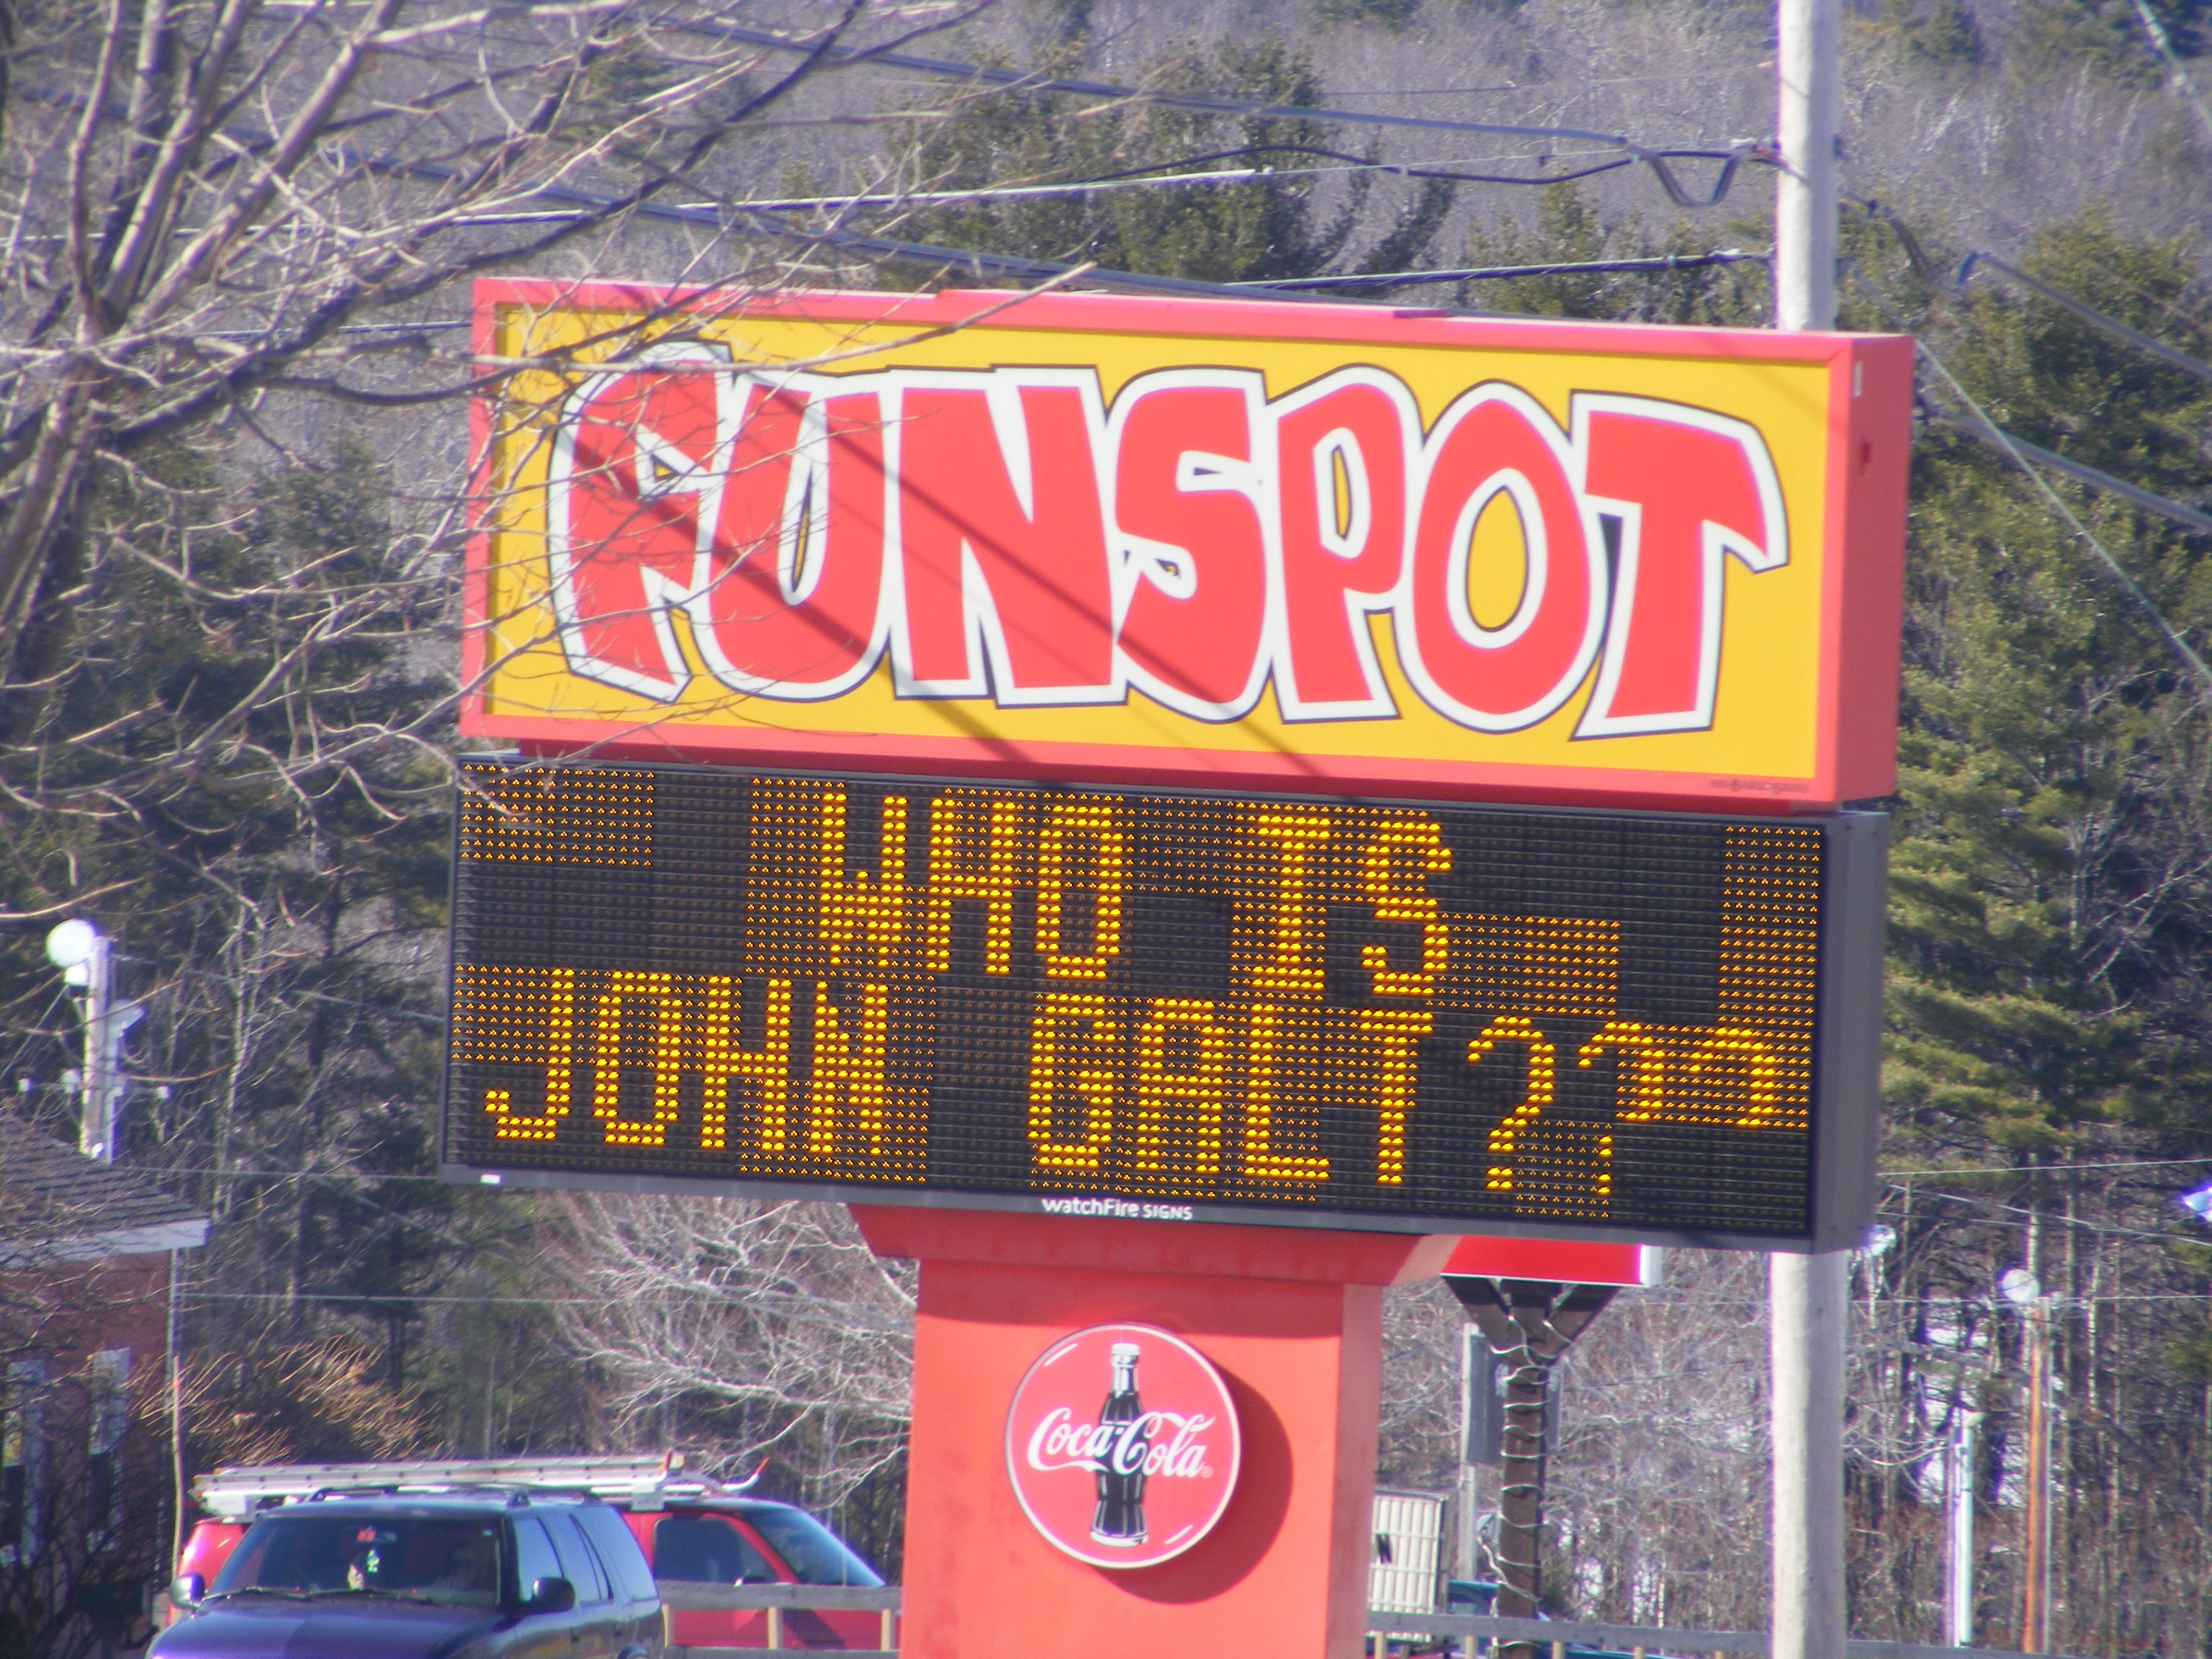 FUNSPOT
WHO IS
JOHN GALT???
watchFire SIGNS
Coca-Cola